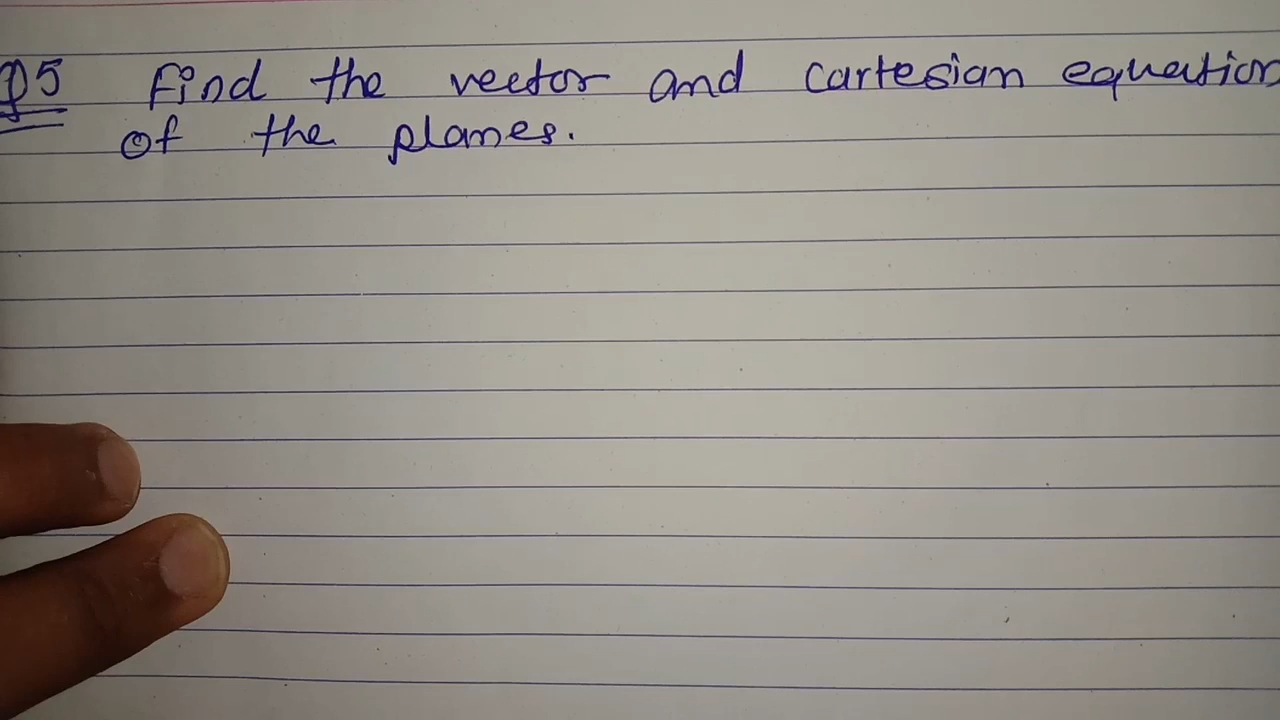 Q5 Find the vector and cartesian equation
of the planes.